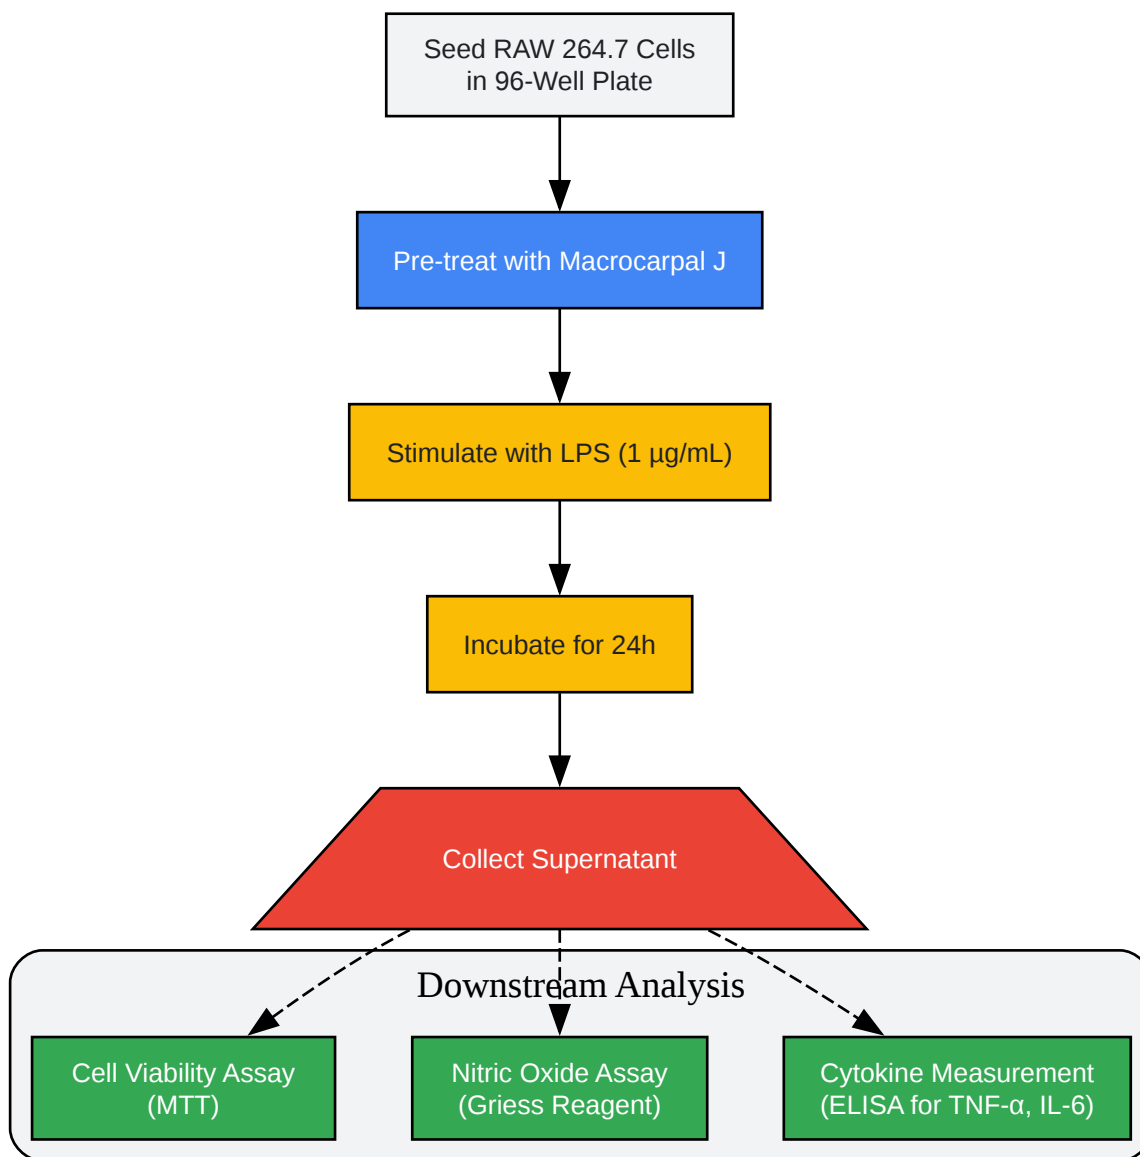 Seed RAW 264.7 Cells
in 96-Well Plate
Pre-treat with Macrocarpal J
Stimulate with LPS (1 µg/mL)
Incubate for 24h
Collect Supernatant
Downstream Analysis
Cell Viability Assay
(MTT)
Nitric Oxide Assay
(Griess Reagent)
Cytokine Measurement
(ELISA for TNF-α, IL-6)